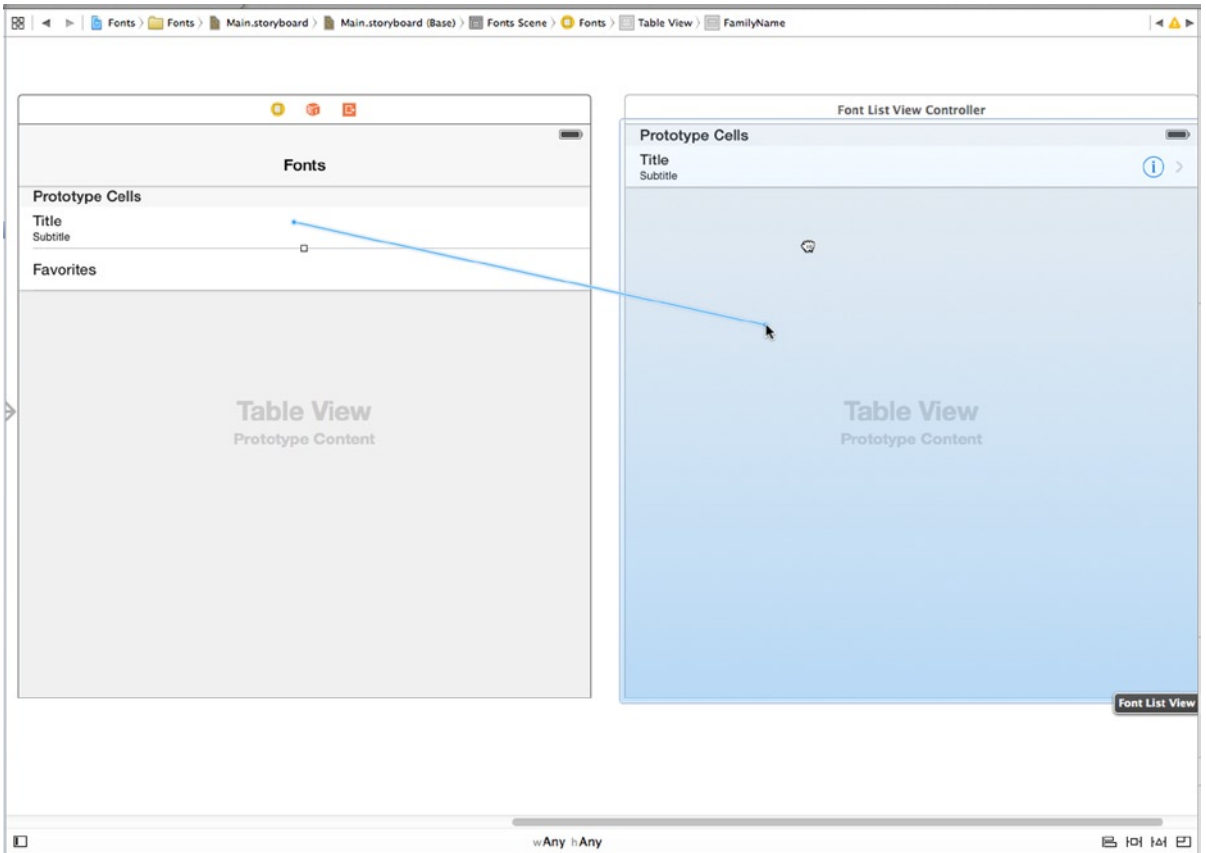 Fonts Fonts Main.storyboard Main.storyboard (Base) Fonts Scene Fonts Table View FamilyName
Fonts
Prototype Cells
Title
Subtitle
Favorites
Table View
Prototype Content
Font List View Controller
Prototype Cells
Title
Subtitle
Table View
Prototype Content
Font List View
wAny hAny